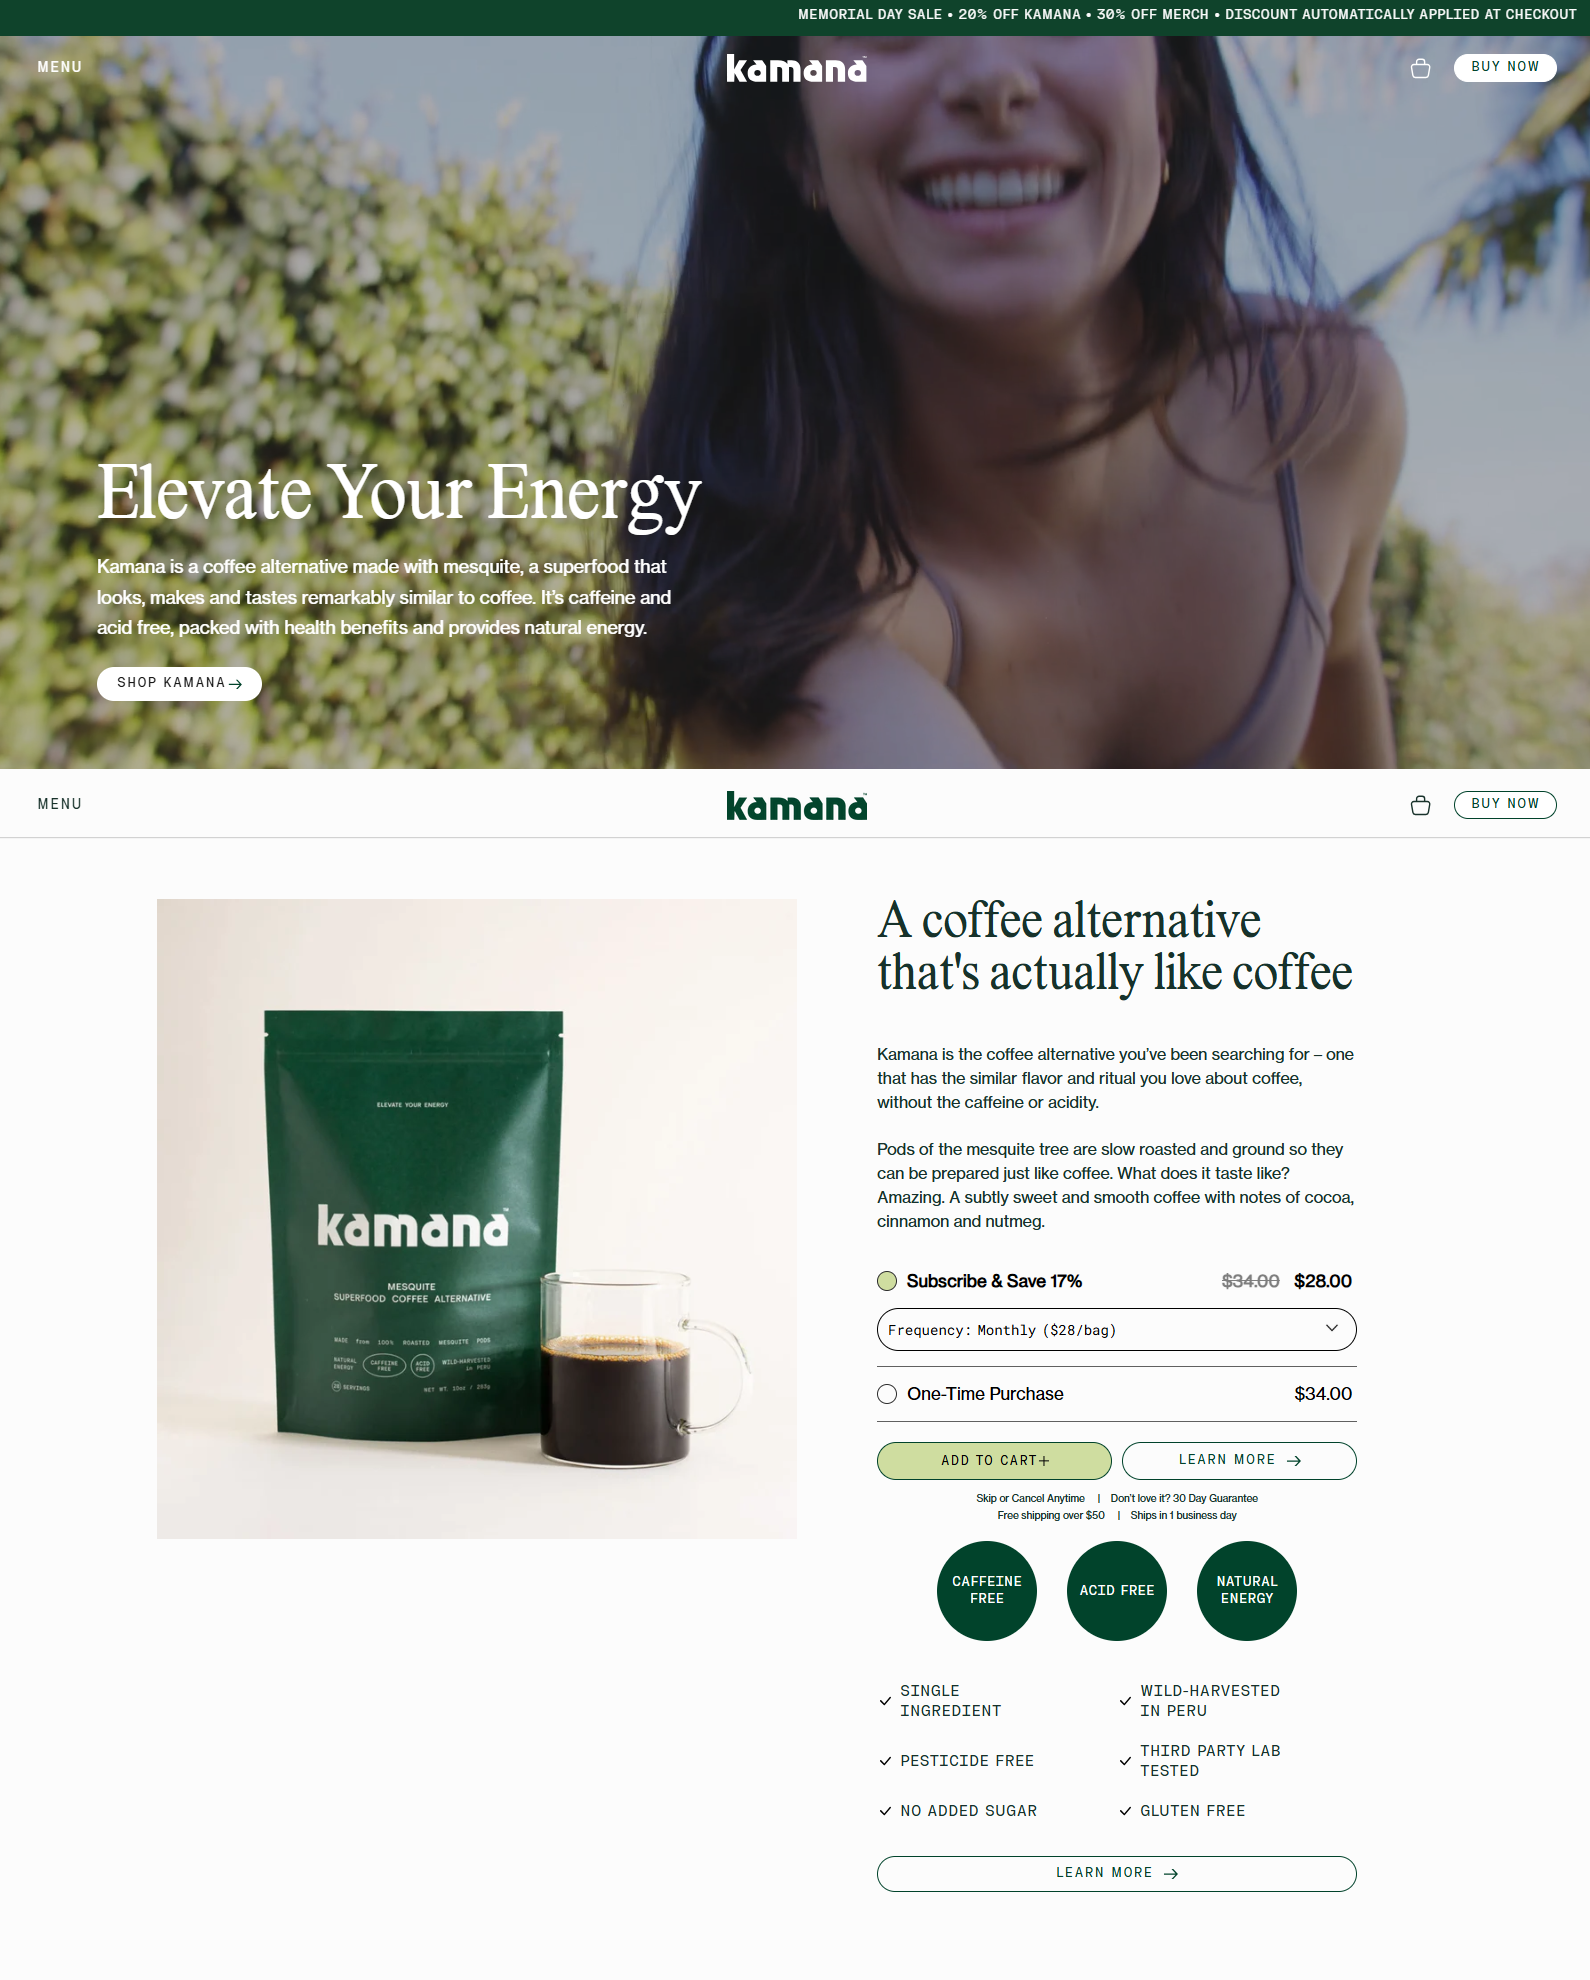 MEMORIAL DAY SALE • 20% OFF KAMANA • 30% OFF MERCH • DISCOUNT AUTOMATICALLY APPLIED AT CHECKOUT
MENU
kamana
BUY NOW
Elevate Your Energy
Kamana is a coffee alternative made with mesquite, a superfood that
looks, makes and tastes remarkably similar to coffee. It's caffeine and
acid free, packed with health benefits and provides natural energy.
SHOP KAMANA
MENU
kamana
BUY NOW
ELEVATE YOUR ENERGY
kamana™
MESQUITE
SUPERFOOD COFFEE ALTERNATIVE
MADE from 100% ROASTED MESQUITE PODS
NATURAL ENERGY
CAFFEINE FREE
ACID FREE
WILD-HARVESTED in PERU
28 SERVINGS
NET WT. 10oz / 283g
A coffee alternative
that's actually like coffee
Kamana is the coffee alternative you've been searching for – one
that has the similar flavor and ritual you love about coffee,
without the caffeine or acidity.
Pods of the mesquite tree are slow roasted and ground so they
can be prepared just like coffee. What does it taste like?
Amazing. A subtly sweet and smooth coffee with notes of cocoa,
cinnamon and nutmeg.
Subscribe & Save 17% $34.00 $28.00
Frequency: Monthly ($28/bag)
One-Time Purchase $34.00
ADD TO CART+
LEARN MORE
Skip or Cancel Anytime | Don't love it? 30 Day Guarantee
Free shipping over $50 | Ships in 1 business day
CAFFEINE
FREE
ACID FREE
NATURAL
ENERGY
SINGLE
INGREDIENT
WILD-HARVESTED
IN PERU
PESTICIDE FREE
THIRD PARTY LAB
TESTED
NO ADDED SUGAR
GLUTEN FREE
LEARN MORE